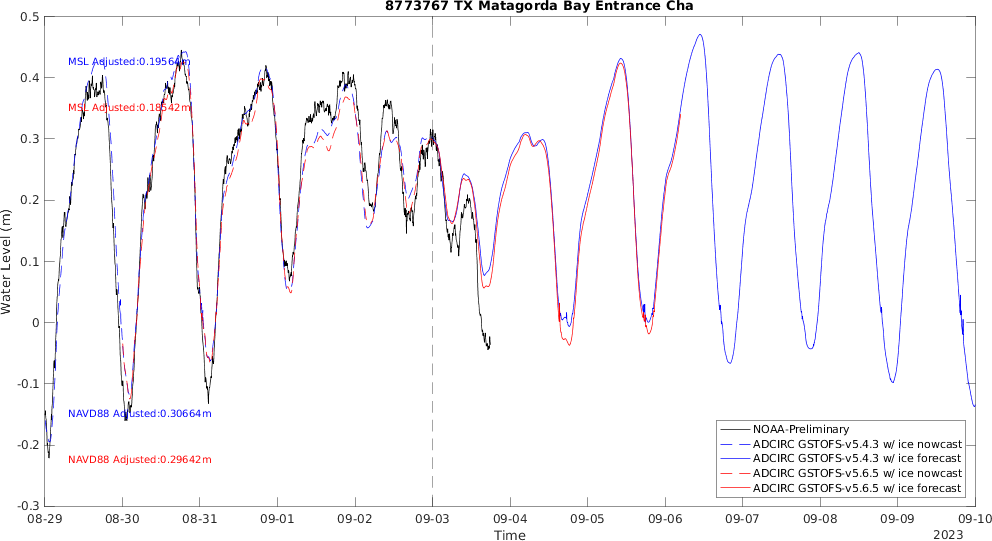 8773767 TX Matagorda Bay Entrance Cha
0.5
0.4
0.3
0.2
0.1
0
-0.1
-0.2
-0.3
Water Level (m)
MSL Adjusted:0.19564m
MSL Adjusted:0.18542m
NAVD88 Adjusted:0.30664m
NAVD88 Adjusted:0.29642m
NOAA-Preliminary
ADCIRC GSTOFS-v5.4.3 w/ ice nowcast
ADCIRC GSTOFS-v5.4.3 w/ ice forecast
ADCIRC GSTOFS-v5.6.5 w/ ice nowcast
ADCIRC GSTOFS-v5.6.5 w/ ice forecast
08-29 08-30 08-31 09-01 09-02 09-03 09-04 09-05 09-06 09-07 09-08 09-09 09-10
Time
2023